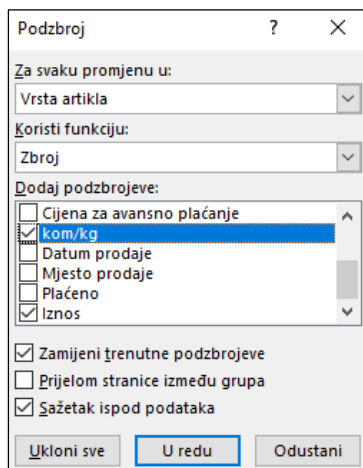 Podzbroj ?
Za svaku promjenu u:
Vrsta artikla
Koristi funkciju:
Zbroj
Dodaj podzbrojeve:
Cijena za avansno plaćanje
kom/kg
Datum prodaje
Mjesto prodaje
Plaćeno
Iznos
Zamijeni trenutne podzbrojeve
Prijelom stranice između grupa
Sažetak ispod podataka
Ukloni sve U redu Odustani